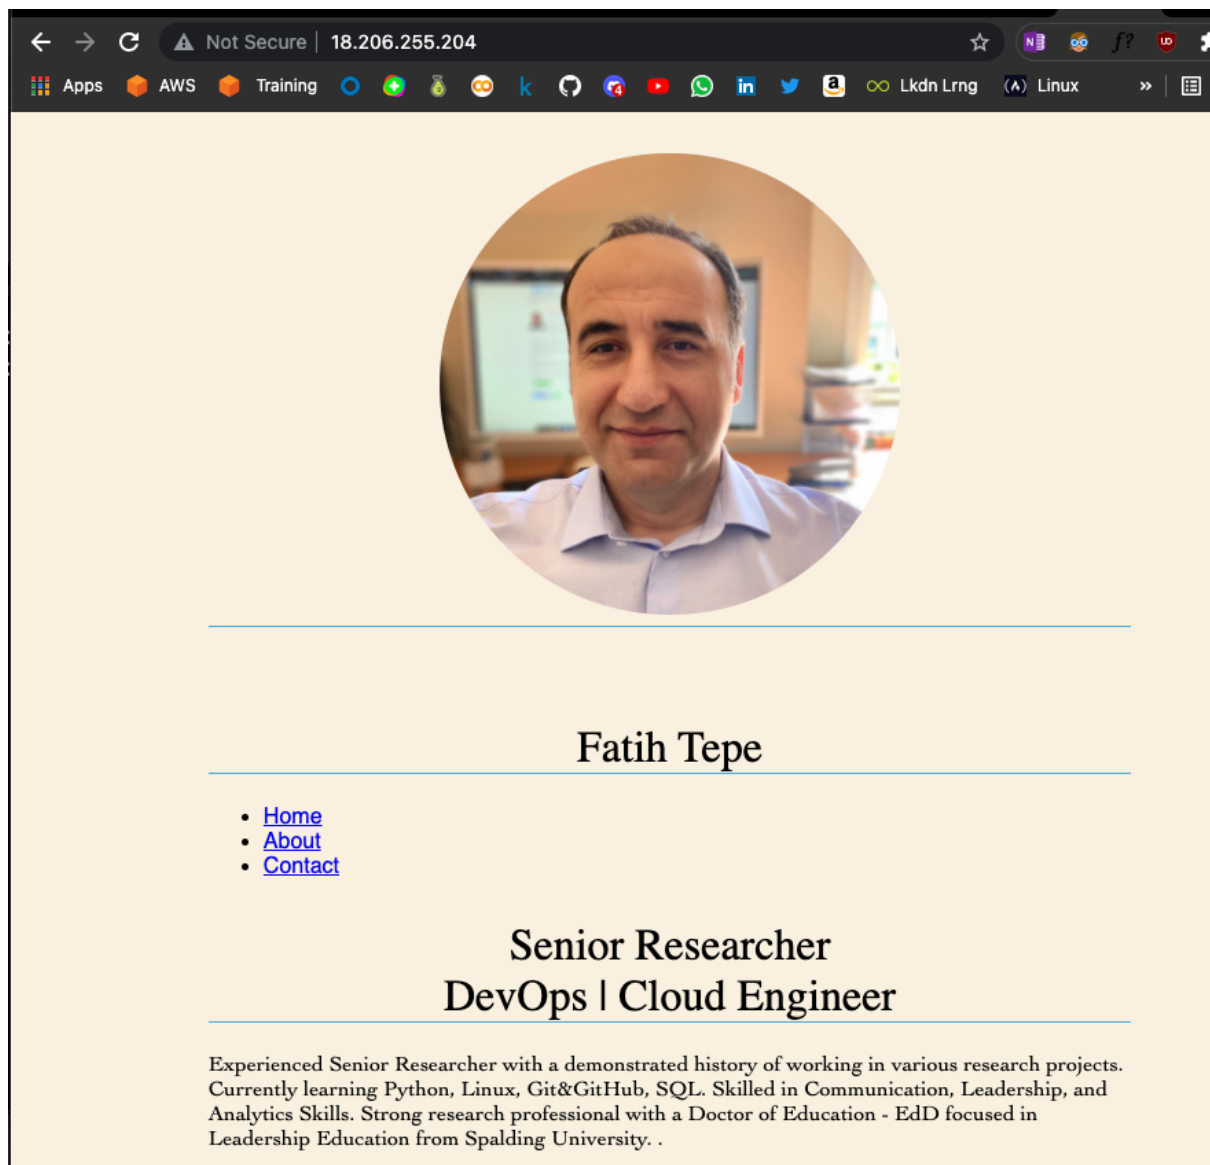 Not Secure | 18.206.255.204
Apps AWS Training Lkdn Lrng Linux »
Fatih Tepe
Home
About
Contact
Senior Researcher
DevOps | Cloud Engineer
Experienced Senior Researcher with a demonstrated history of working in various research projects.
Currently learning Python, Linux, Git&GitHub, SQL. Skilled in Communication, Leadership, and
Analytics Skills. Strong research professional with a Doctor of Education - EdD focused in
Leadership Education from Spalding University. .